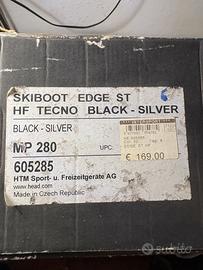 SKIBOOT EDGE ST
HF TECNO BLACK - SILVER
BLACK - SILVER
MP 280
UPC:
INTERSPORT
€ 169,00
605285
HTM Sport- u. Freizeitgeräte AG
www.head.com
Made in Czech Republic
subito